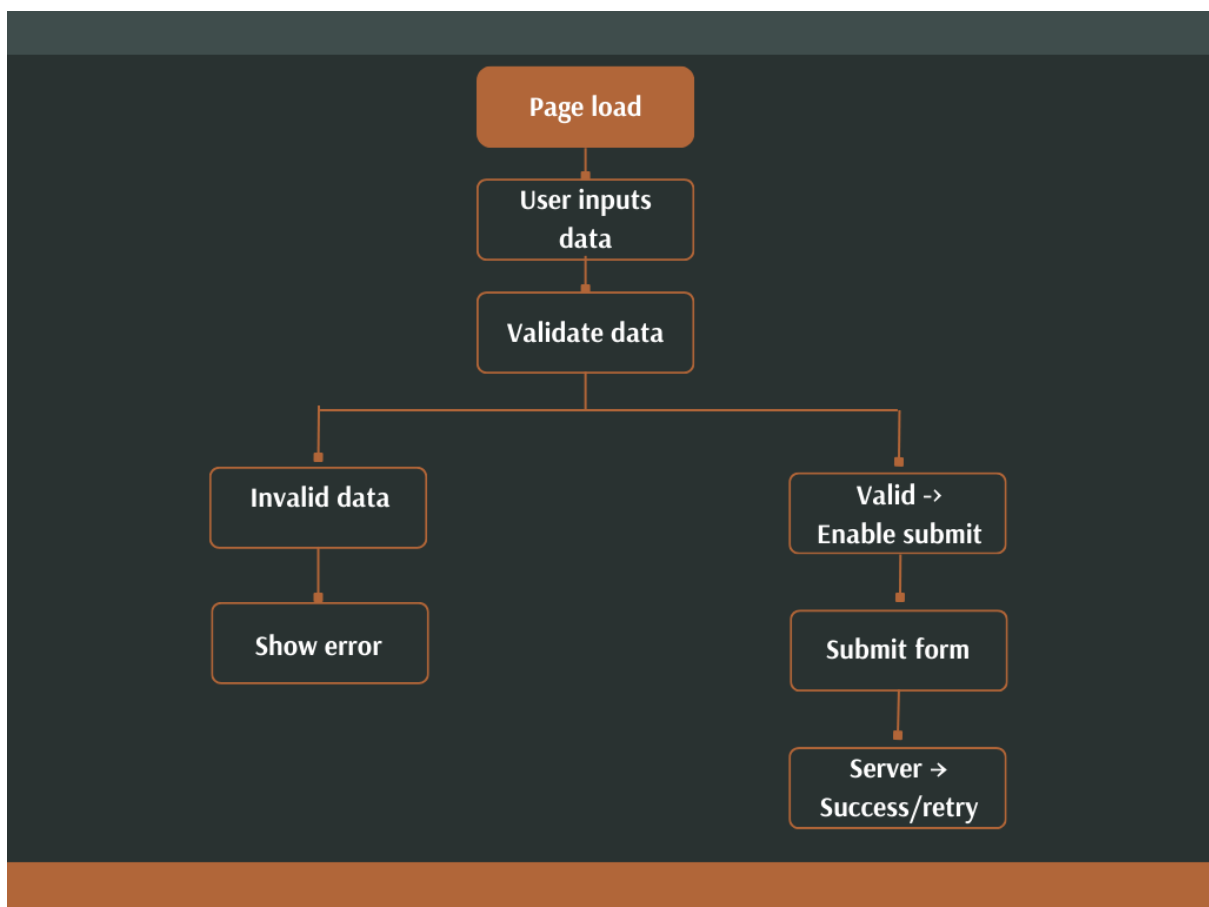 Page load
User inputs
data
Validate data
Invalid data
Valid ->
Enable submit
Show error
Submit form
Server →
Success/retry